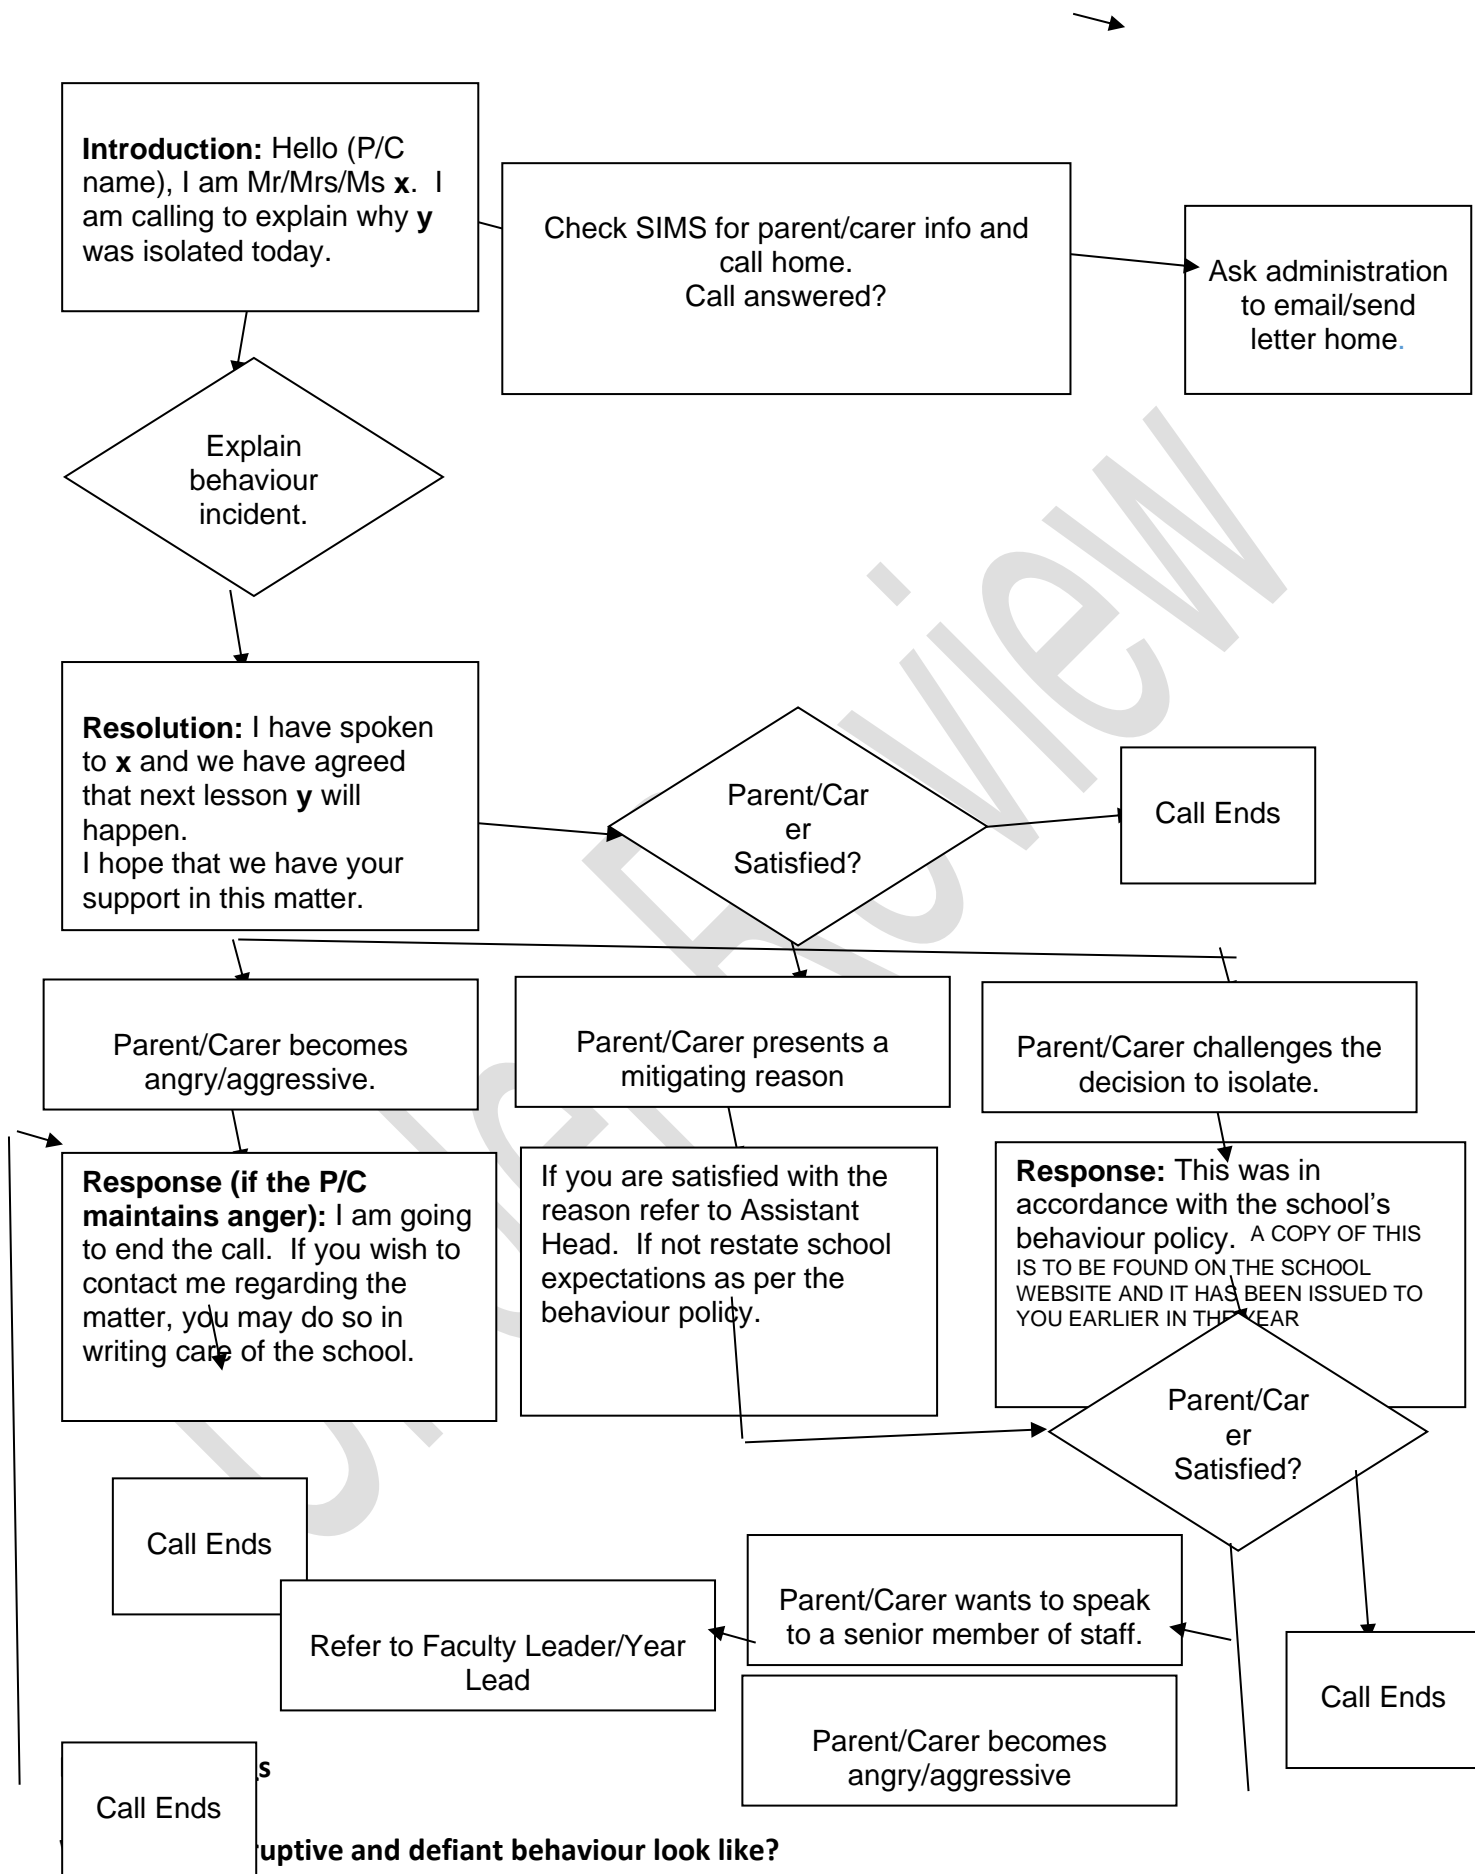 Introduction: Hello (P/C
name), I am Mr/Mrs/Ms x. I
am calling to explain why y
was isolated today.
Check SIMS for parent/carer info and
call home.
Call answered?
Ask administration
to email/send
letter home.
Explain
behaviour
incident.
Resolution: I have spoken
to x and we have agreed
that next lesson y will
happen.
I hope that we have your
support in this matter.
Parent/Car
er
Satisfied?
Call Ends
Parent/Carer becomes
angry/aggressive.
Parent/Carer presents a
mitigating reason
Parent/Carer challenges the
decision to isolate.
Response (if the P/C
maintains anger): I am going
to end the call. If you wish to
contact me regarding the
matter, you may do so in
writing care of the school.
If you are satisfied with the
reason refer to Assistant
Head. If not restate school
expectations as per the
behaviour policy.
Response: This was in
accordance with the school's
behaviour policy. A COPY OF THIS
IS TO BE FOUND ON THE SCHOOL
WEBSITE AND IT HAS BEEN ISSUED TO
YOU EARLIER IN THE YEAR
Parent/Car
er
Satisfied?
Call Ends
Parent/Carer wants to speak
to a senior member of staff.
Refer to Faculty Leader/Year
Lead
Call Ends
Parent/Carer becomes
angry/aggressive
Call Ends
and defiant behaviour look like?
Under Review